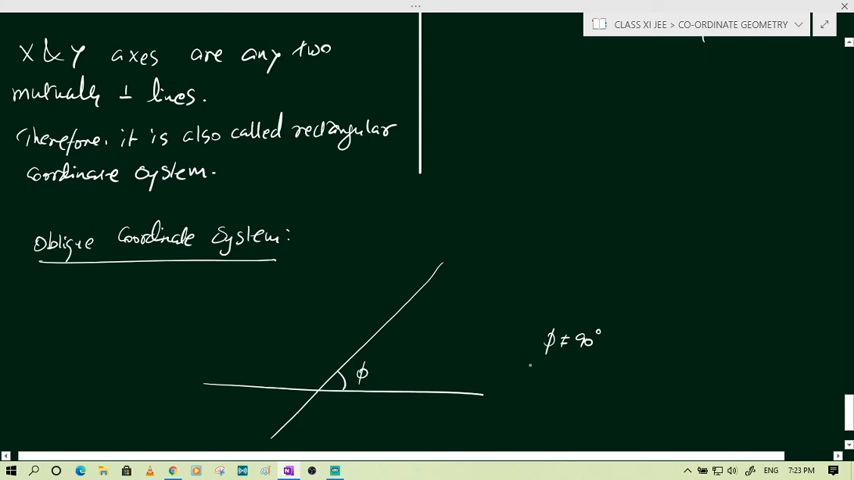 CLASS XI JEE > CO-ORDINATE GEOMETRY
X & Y axes are any two
mutually ⊥ lines.
Therefore, it is also called rectangular
coordinate system.
Oblique Coordinate System:
ϕ ≠ 90°
ϕ
ENG 7:23 PM